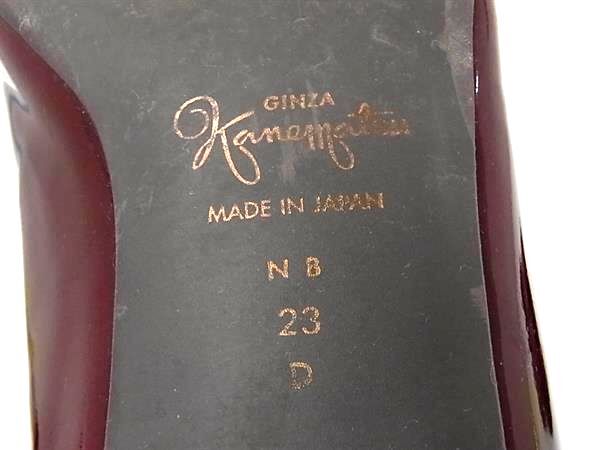 GINZA
Kanematsu
MADE IN JAPAN
N B
23
D